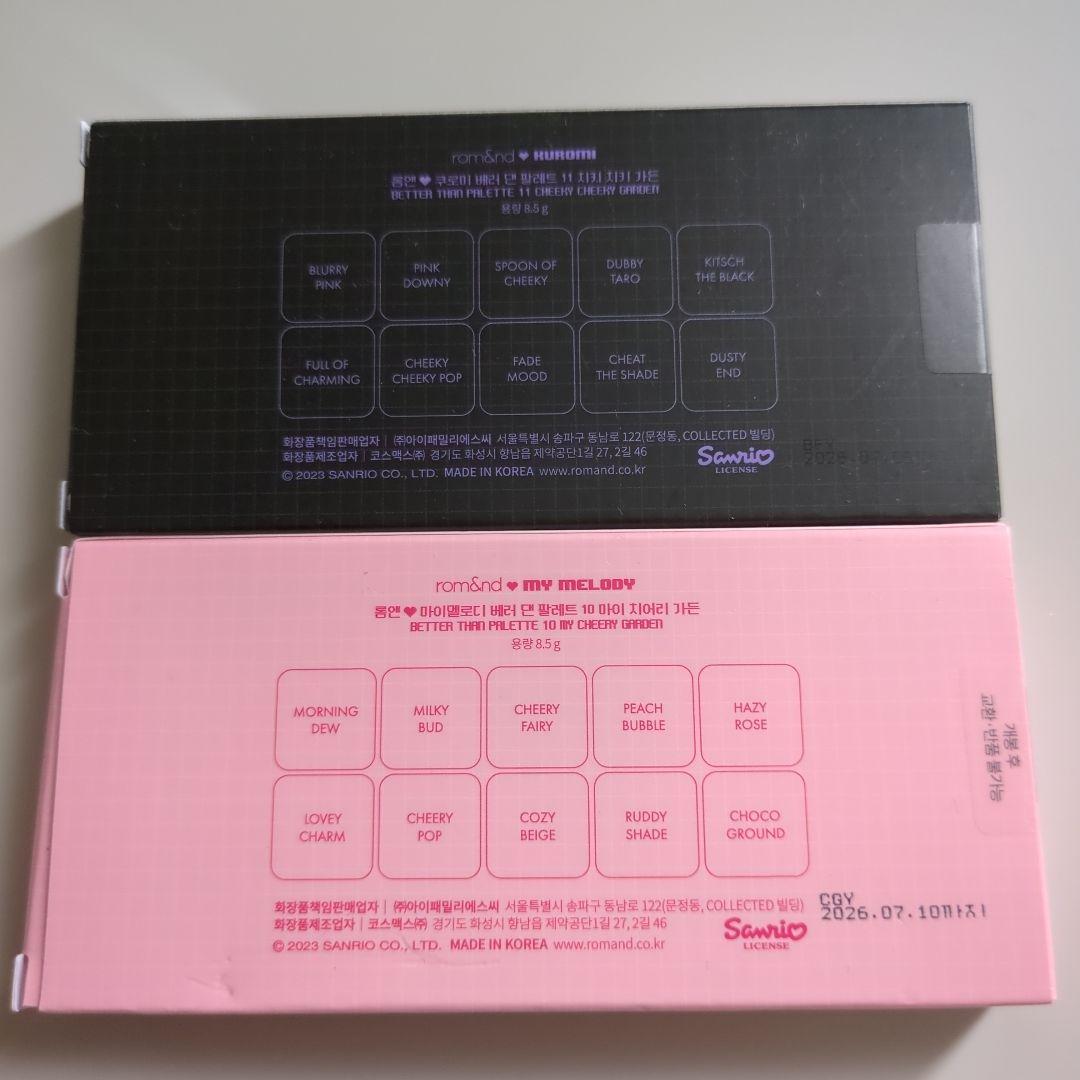 rom&nd ♥ KUROMI
롬앤 ♥ 쿠로미 베러 댄 팔레트 11 치키 치키 가든
BETTER THAN PALETTE 11 CHEEKY CHEEKY GARDEN
용량 8.5 g
BLURRY PINK
PINK DOWNY
SPOON OF CHEEKY
DUBBY TARO
KITSCH THE BLACK
FULL OF CHARMING
CHEEKY CHEEKY POP
FADE MOOD
CHEAT THE SHADE
DUSTY END
화장품책임판매업자 | ㈜아이패밀리에스씨 서울특별시 송파구 동남로 122(문정동, COLLECTED 빌딩)
화장품제조업자 | 코스맥스㈜ 경기도 화성시 향남읍 제약공단1길 27, 2길 46
© 2023 SANRIO CO., LTD. MADE IN KOREA www.romand.co.kr
Sanrio
LICENSE
rom&nd ♥ MY MELODY
롬앤 ♥ 마이멜로디 베러 댄 팔레트 10 마이 치어리 가든
BETTER THAN PALETTE 10 MY CHEERY GARDEN
용량 8.5 g
MORNING DEW
MILKY BUD
CHEERY FAIRY
PEACH BUBBLE
HAZY ROSE
LOVEY CHARM
CHEERY POP
COZY BEIGE
RUDDY SHADE
CHOCO GROUND
개봉 후
교환·반품 불가능
화장품책임판매업자 | ㈜아이패밀리에스씨 서울특별시 송파구 동남로 122(문정동, COLLECTED 빌딩)
화장품제조업자 | 코스맥스㈜ 경기도 화성시 향남읍 제약공단1길 27, 2길 46
© 2023 SANRIO CO., LTD. MADE IN KOREA www.romand.co.kr
Sanrio
LICENSE
CGY
2026.07.10까지